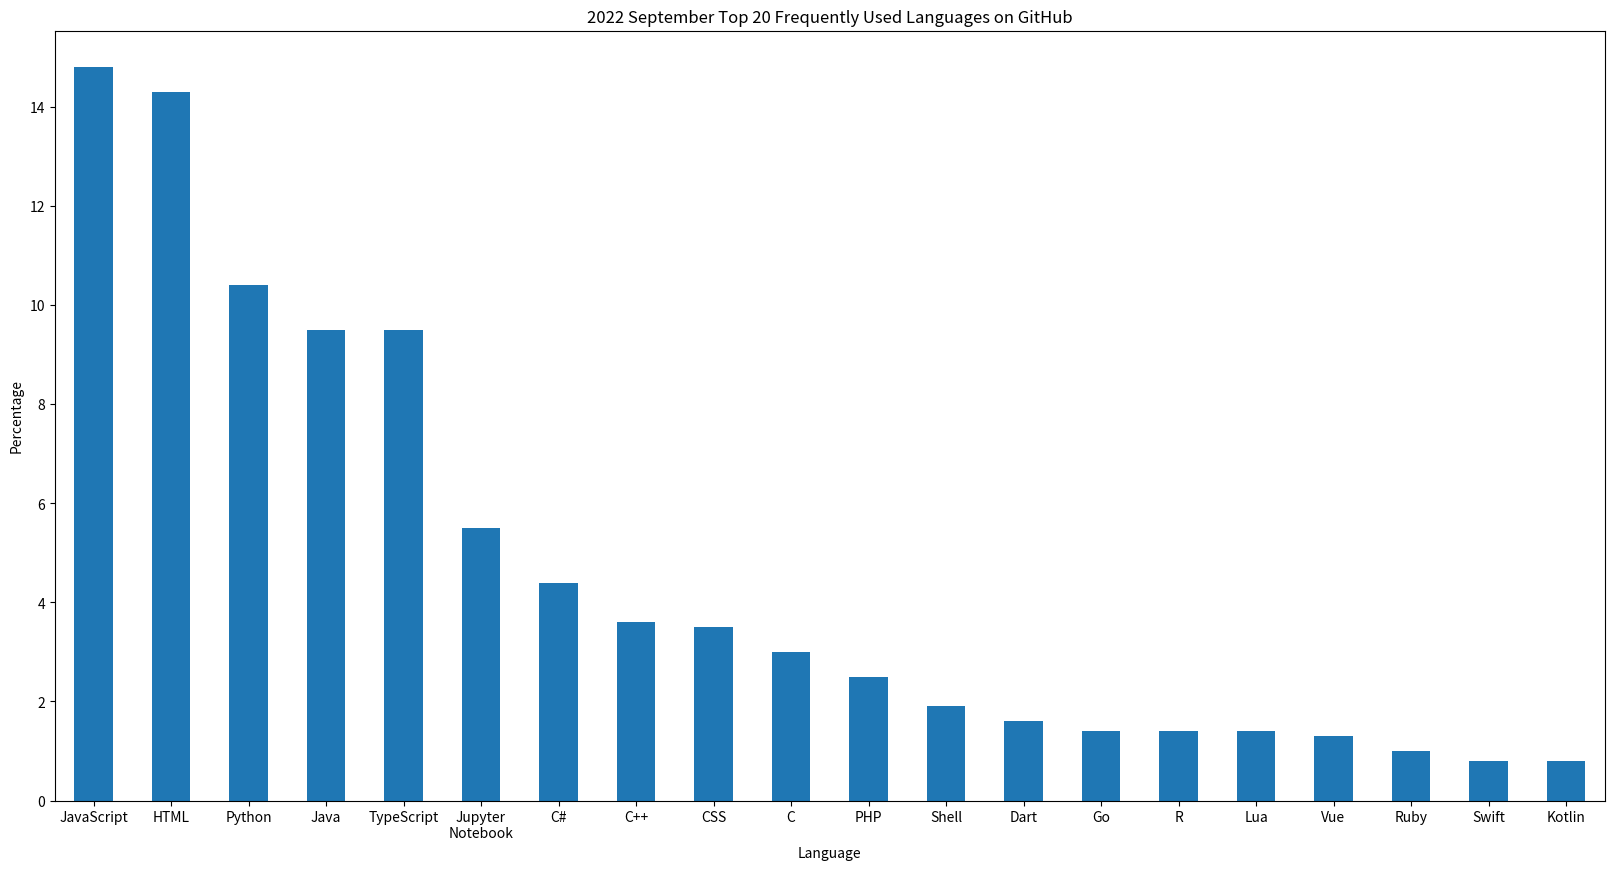 2022 September Top 20 Frequently Used Languages on GitHub
14
12
10
8
6
4
2
0
Percentage
JavaScript HTML Python Java TypeScript Jupyter C# C++ CSS C PHP Shell Dart Go R Lua Vue Ruby Swift Kotlin
Notebook
Language